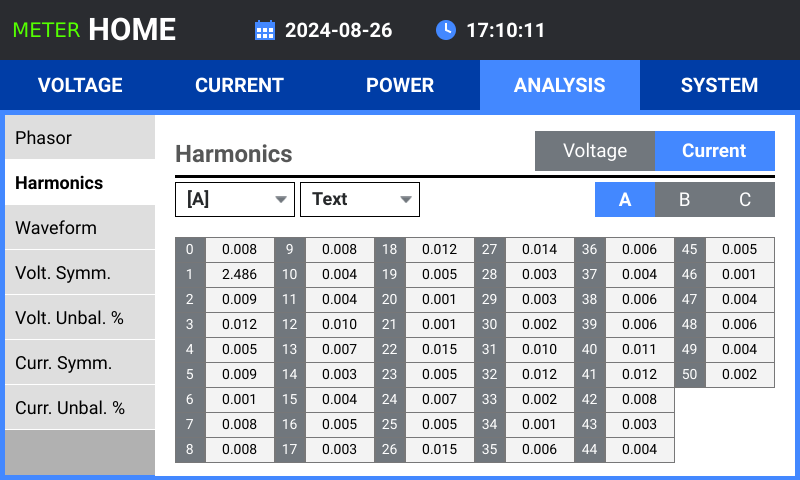 METER HOME 2024-08-26 17:10:11
VOLTAGE CURRENT POWER ANALYSIS SYSTEM
Phasor
Harmonics
Waveform
Volt. Symm.
Volt. Unbal. %
Curr. Symm.
Curr. Unbal. %
Harmonics Voltage Current
[A] Text A B C
0 0.008 9 0.008 18 0.012 27 0.014 36 0.006 45 0.005
1 2.486 10 0.004 19 0.005 28 0.003 37 0.004 46 0.001
2 0.009 11 0.004 20 0.001 29 0.003 38 0.006 47 0.004
3 0.012 12 0.010 21 0.001 30 0.002 39 0.006 48 0.006
4 0.005 13 0.007 22 0.015 31 0.010 40 0.011 49 0.004
5 0.009 14 0.003 23 0.005 32 0.012 41 0.012 50 0.002
6 0.001 15 0.004 24 0.007 33 0.002 42 0.008
7 0.008 16 0.005 25 0.005 34 0.001 43 0.003
8 0.008 17 0.003 26 0.015 35 0.006 44 0.004